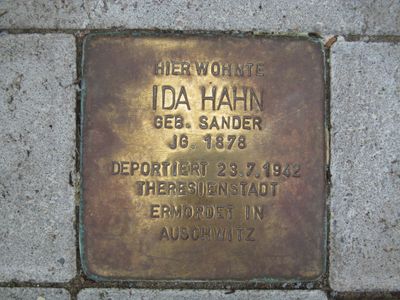 HIER WOHNTE
IDA HAHN
GEB. SANDER
JG. 1878
DEPORTIERT 23.7.1942
THERESIENSTADT
ERMORDET IN
AUSCHWITZ